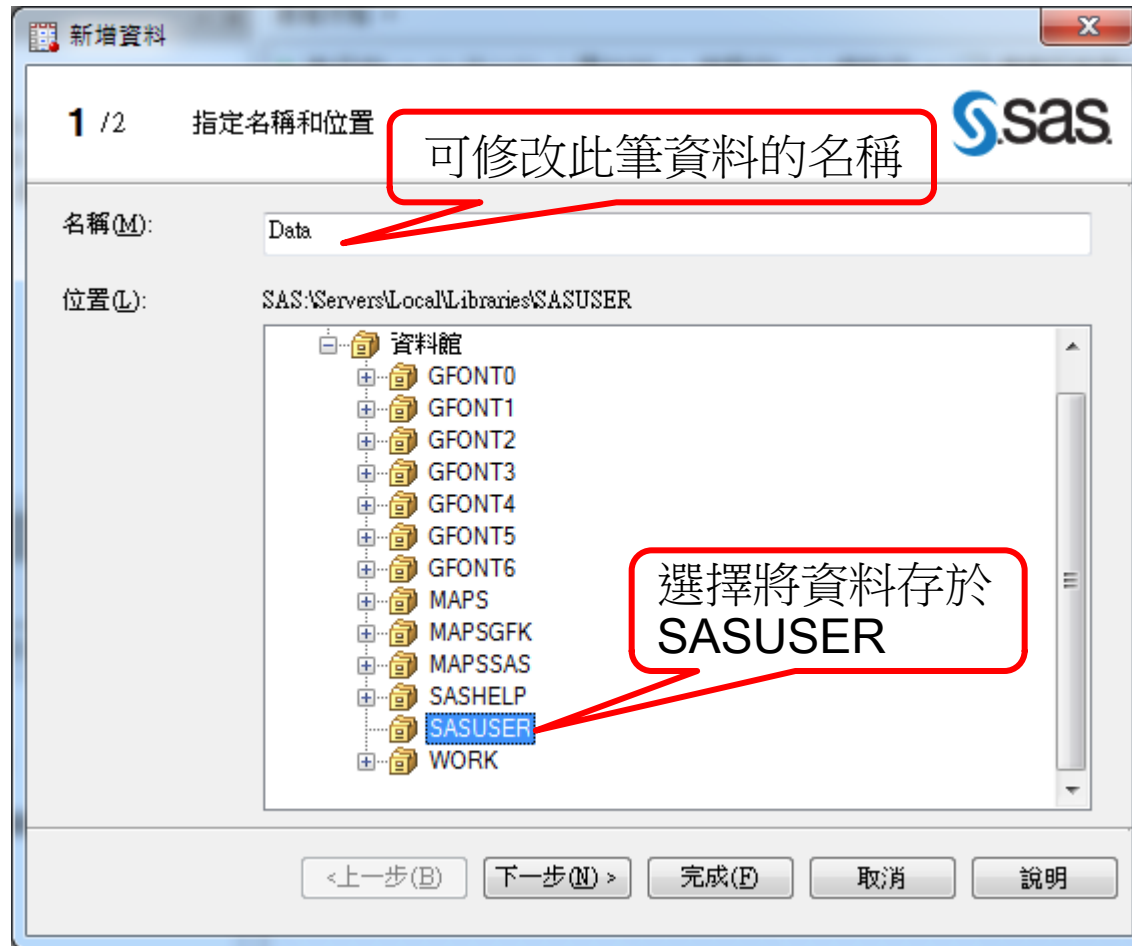 新增資料
1 /2 指定名稱和位置
sas
可修改此筆資料的名稱
名稱(M):
Data
位置(L):
SAS:\Servers\Local\Libraries\SASUSER
資料館
GFONT0
GFONT1
GFONT2
GFONT3
GFONT4
GFONT5
GFONT6
MAPS
MAPSGFK
MAPSSAS
SASHELP
SASUSER
WORK
選擇將資料存於
SASUSER
<上一步(B)
下一步(N) >
完成(F)
取消
說明